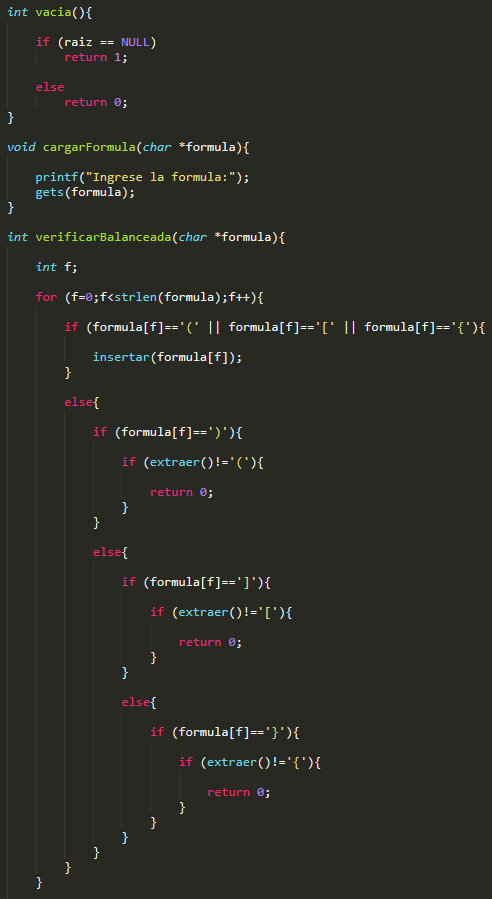 int vacia(){
if (raiz == NULL)
return 1;
else
return 0;
}
void cargarFormula(char *formula){
printf("Ingrese la formula:");
gets(formula);
}
int verificarBalanceada(char *formula){
int f;
for (f=0;f<strlen(formula);f++){
if (formula[f]=='(' || formula[f]=='[' || formula[f]=='{'){
insertar(formula[f]);
}
else{
if (formula[f]==')'){
if (extraer()!='('){
return 0;
}
}
else{
if (formula[f]==']'){
if (extraer()!='['){
return 0;
}
}
else{
if (formula[f]=='}'){
if (extraer()!='{'){
return 0;
}
}
}
}
}
}